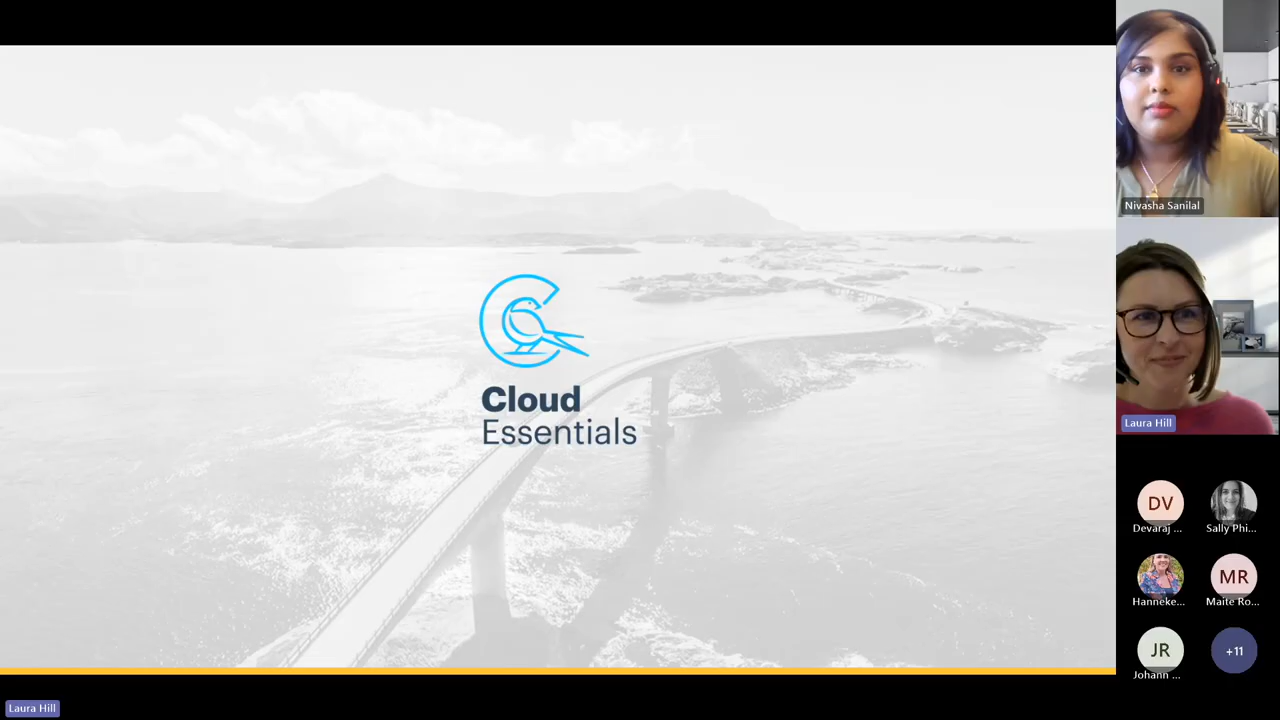 Cloud
Essentials
Nivasha Sanilal
Laura Hill
DV
Devaraj ...
Sally Phi...
Hanneke...
MR
Maite Ro...
JR
Johann ...
+11
Laura Hill